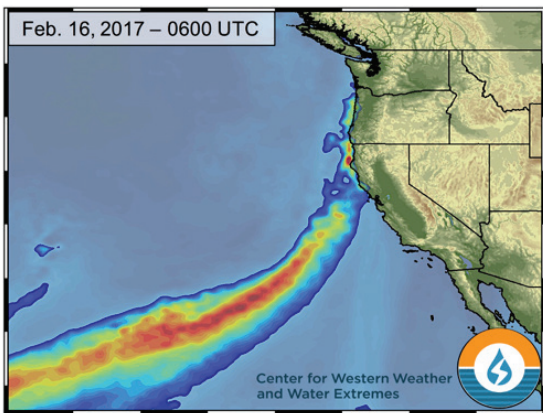 Feb. 16, 2017 – 0600 UTC
Center for Western Weather
and Water Extremes